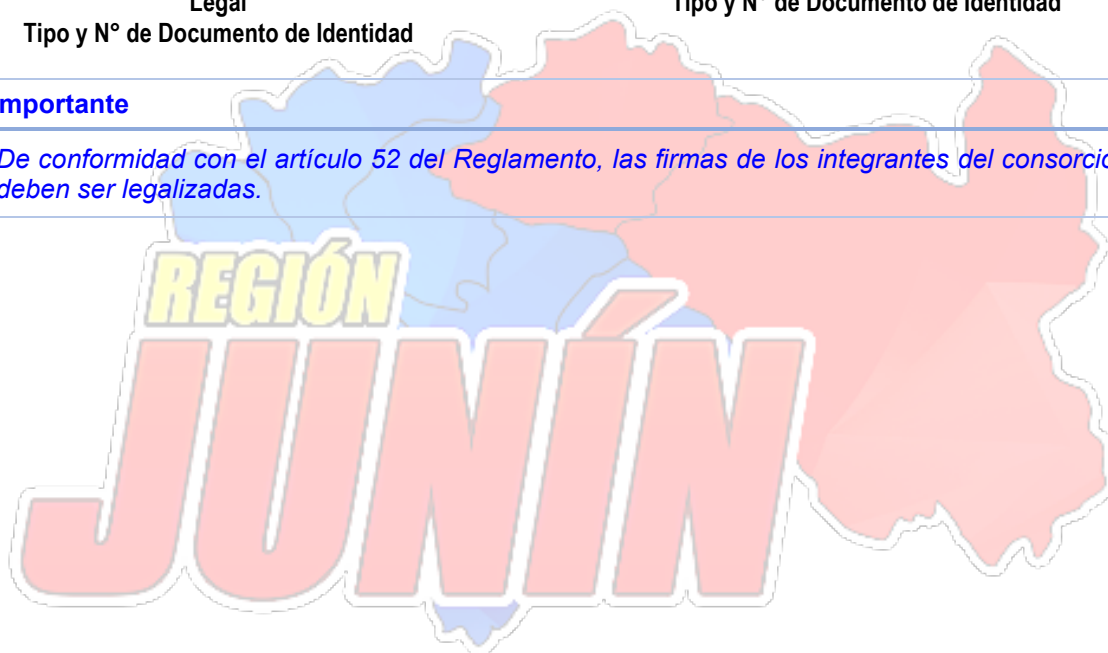 Legal
Tipo y N° de Documento de Identidad
Tipo y N° de Documento de Identidad
mportante
De conformidad con el artículo 52 del Reglamento, las firmas de los integrantes del consorcio
deben ser legalizadas.
REGIÓN
JUNÍN